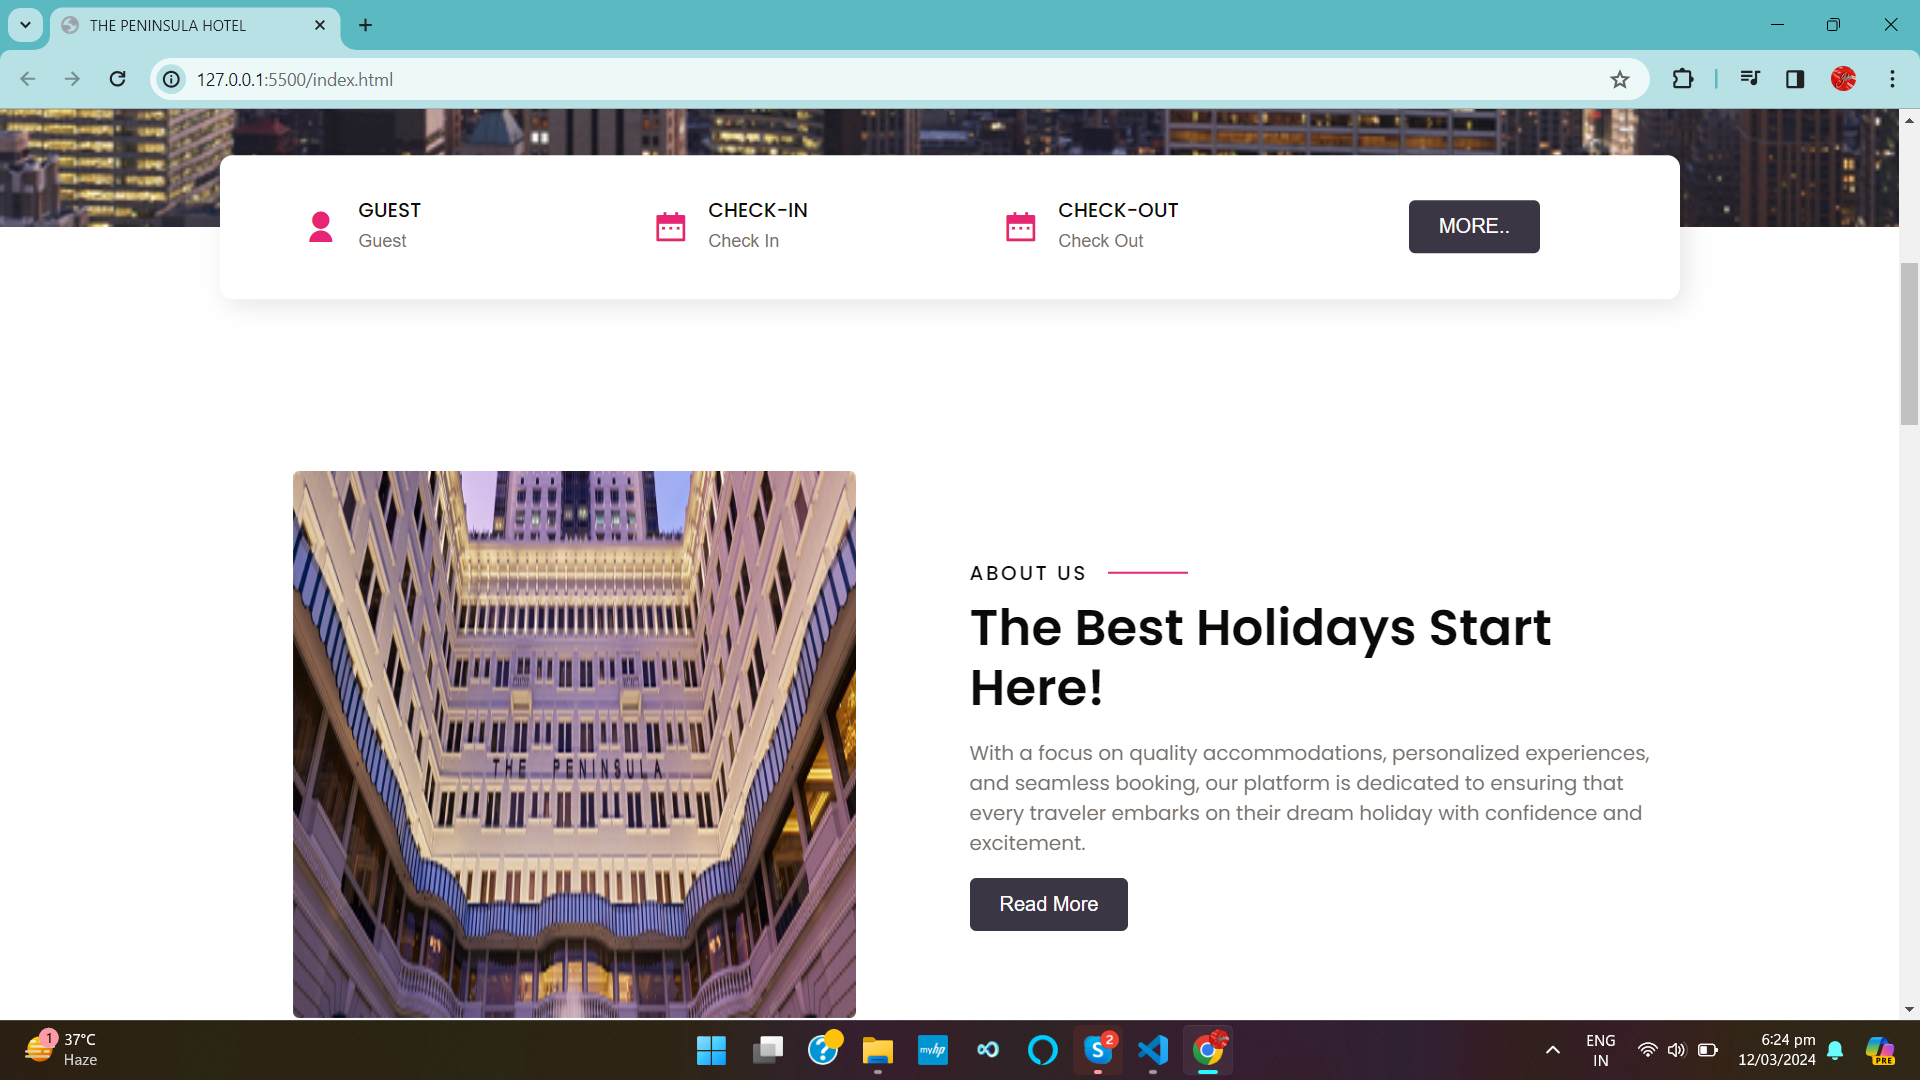 THE PENINSULA HOTEL
127.0.0.1:5500/index.html
GUEST
Guest
CHECK-IN
Check In
CHECK-OUT
Check Out
MORE..
THE PENINSULA
ABOUT US
The Best Holidays Start
Here!
With a focus on quality accommodations, personalized experiences,
and seamless booking, our platform is dedicated to ensuring that
every traveler embarks on their dream holiday with confidence and
excitement.
Read More
1
37°C
Haze
myhp
2
ENG
IN
6:24 pm
12/03/2024
PRE